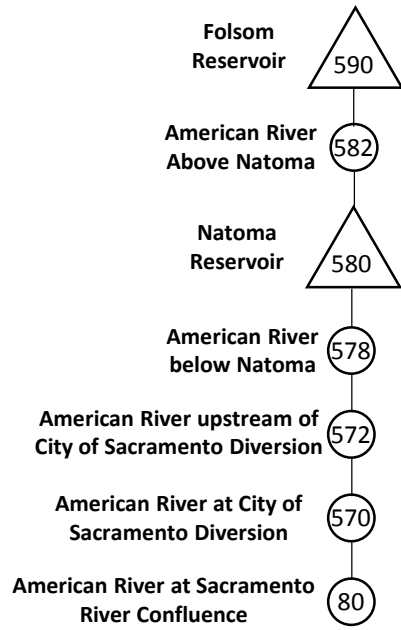 Folsom
Reservoir
590
American River
Above Natoma
582
Natoma
Reservoir
580
American River
below Natoma
578
American River upstream of
City of Sacramento Diversion
572
American River at City of
Sacramento Diversion
570
American River at Sacramento
River Confluence
80